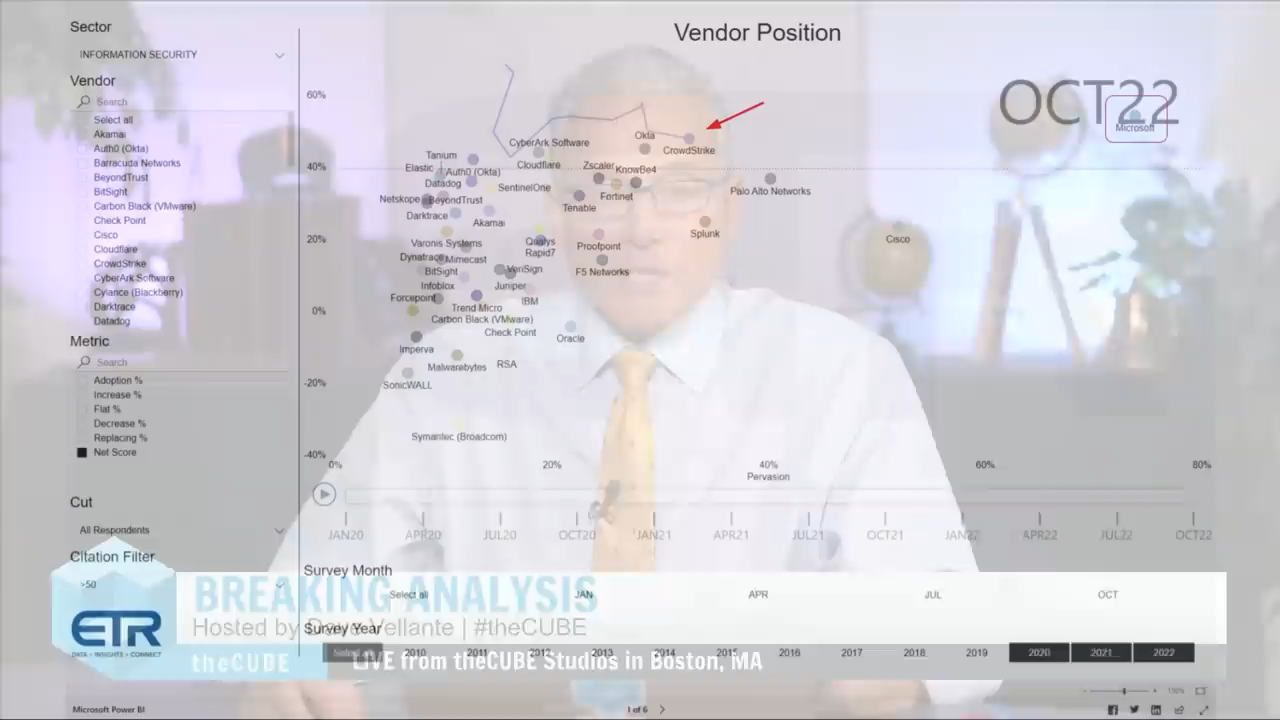 Sector
INFORMATION SECURITY
Vendor
Search
Select all
Akamai
Auth0 (Okta)
Barracuda Networks
BeyondTrust
BitSight
Carbon Black (VMware)
Check Point
Cisco
Cloudflare
CrowdStrike
CyberArk Software
Cylance (Blackberry)
Darktrace
Datadog
Metric
Search
Adoption %
Increase %
Flat %
Decrease %
Replacing %
Net Score
Cut
All Respondents
Citation Filter
>50
Vendor Position
OCT22
60%
40%
20%
0%
-20%
-40%
Microsoft
Okta
CrowdStrike
CyberArk Software
Tanium
Cloudflare
Zscaler
KnowBe4
Elastic
Auth0 (Okta)
Datadog
SentinelOne
Fortinet
Palo Alto Networks
Netskope
BeyondTrust
Tenable
Darktrace
Akamai
Splunk
Cisco
Varonis Systems
Qualys
Rapid7
Proofpoint
Dynatrace
Mimecast
BitSight
VeriSign
F5 Networks
Infoblox
Juniper
Forcepoint
IBM
Trend Micro
Carbon Black (VMware)
Check Point
Oracle
Imperva
Malwarebytes
RSA
SonicWALL
Symantec (Broadcom)
0%
20%
40%
60%
80%
Pervasion
JAN20
APR20
JUL20
OCT20
JAN21
APR21
JUL21
OCT21
JAN22
APR22
JUL22
OCT22
Survey Month
Select all
JAN
APR
JUL
OCT
Survey Year
2010
2011
2012
2013
2014
2015
2016
2017
2018
2019
2020
2021
2022
BREAKING ANALYSIS
Hosted by Dave Vellante | #theCUBE
theCUBE
LIVE from theCUBE Studios in Boston, MA
ETR
DATA • INSIGHTS • CONNECT
Microsoft Power BI
1 of 6
150%